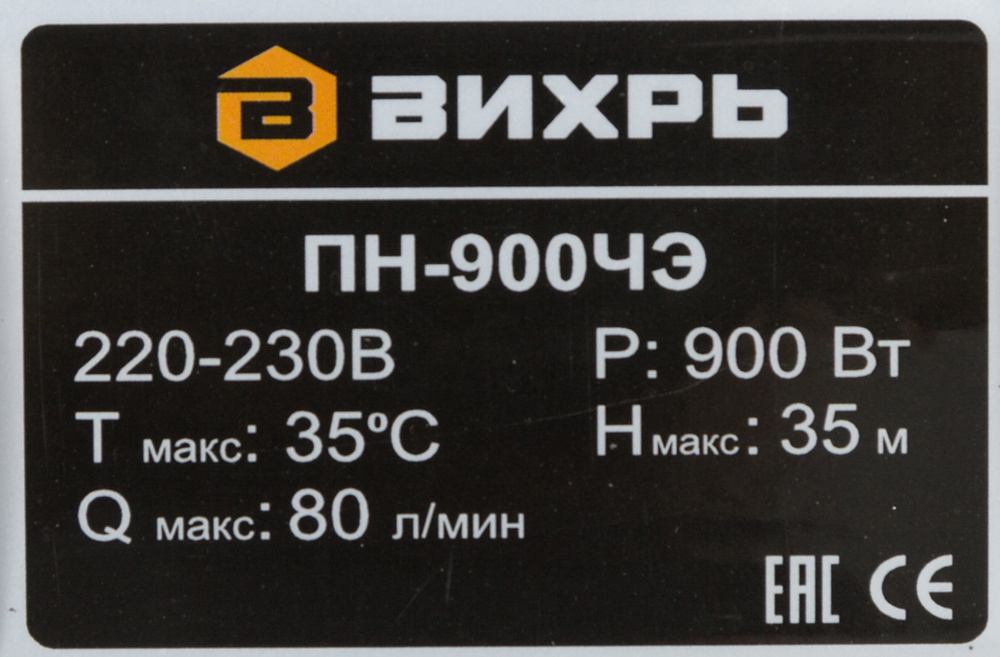 В ВИХРЬ
ПН-900ЧЭ
220-230В P: 900 Вт
T макс: 35ºC H макс: 35 м
Q макс: 80 л/мин
EAC CE